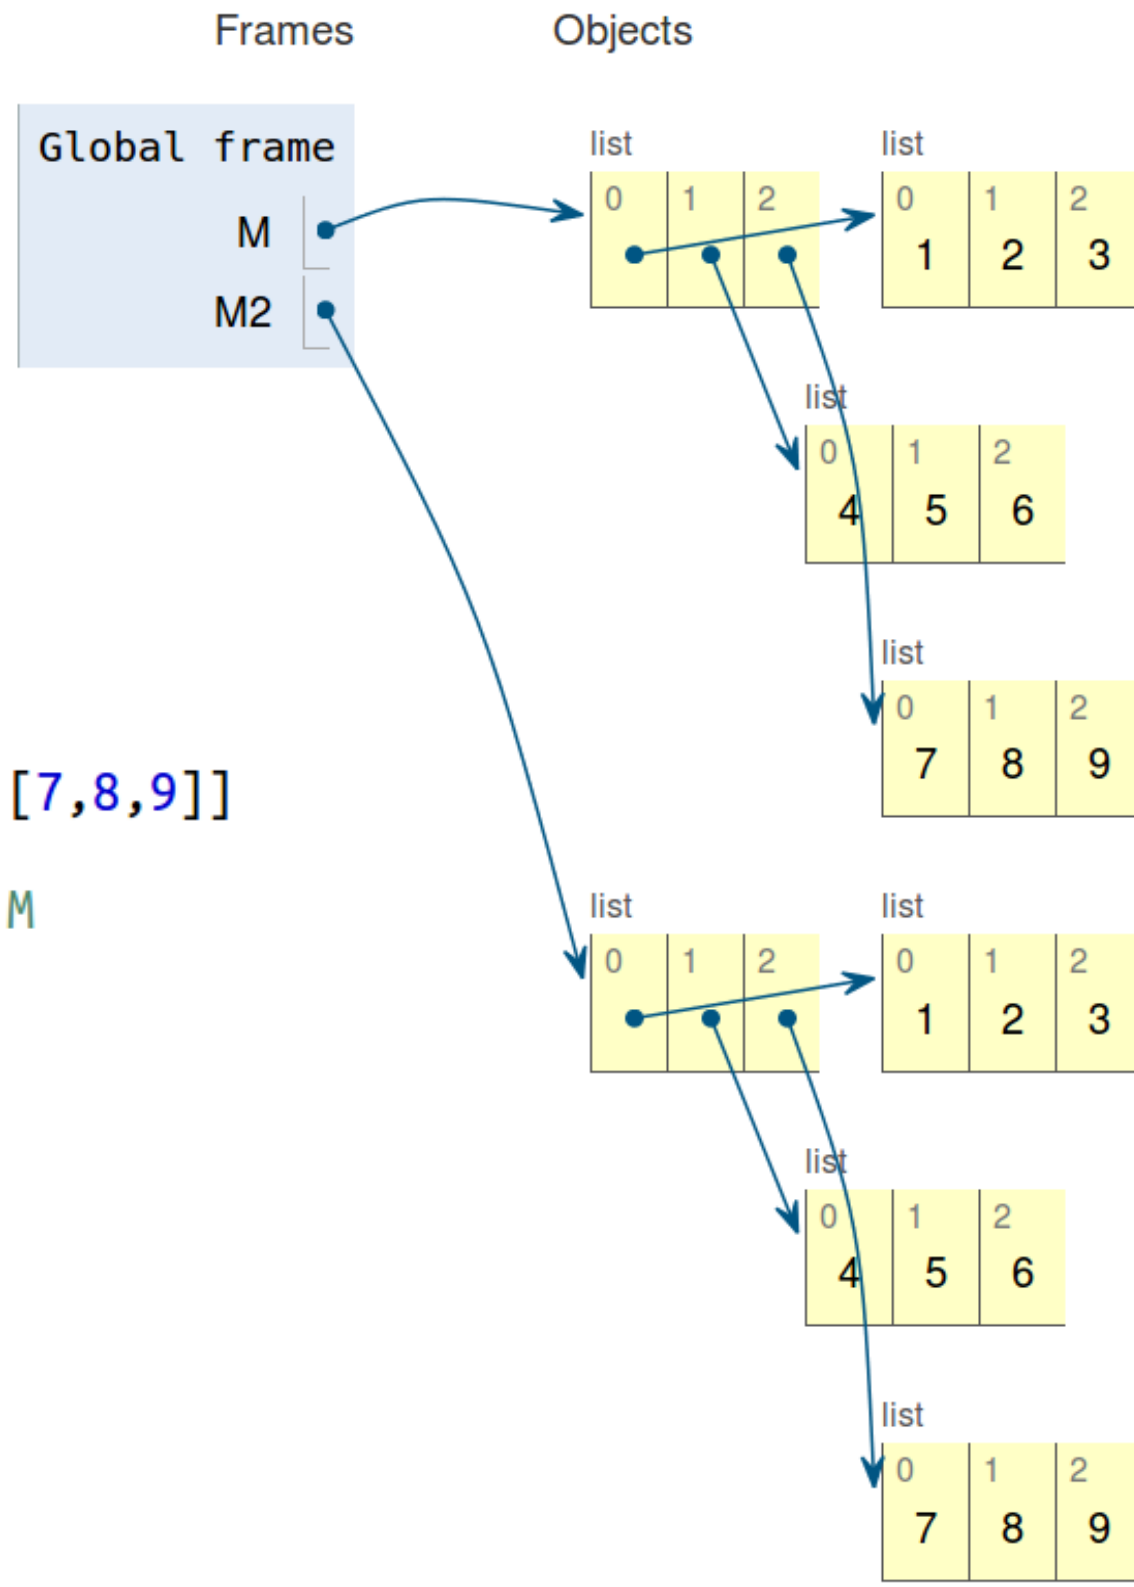 Frames Objects
Global frame
M
M2
list list
0 1 2 0 1 2
1 2 3
list
0 1 2
4 5 6
list
0 1 2
7 8 9
[7,8,9]]
M
list list
0 1 2 0 1 2
1 2 3
list
0 1 2
4 5 6
list
0 1 2
7 8 9